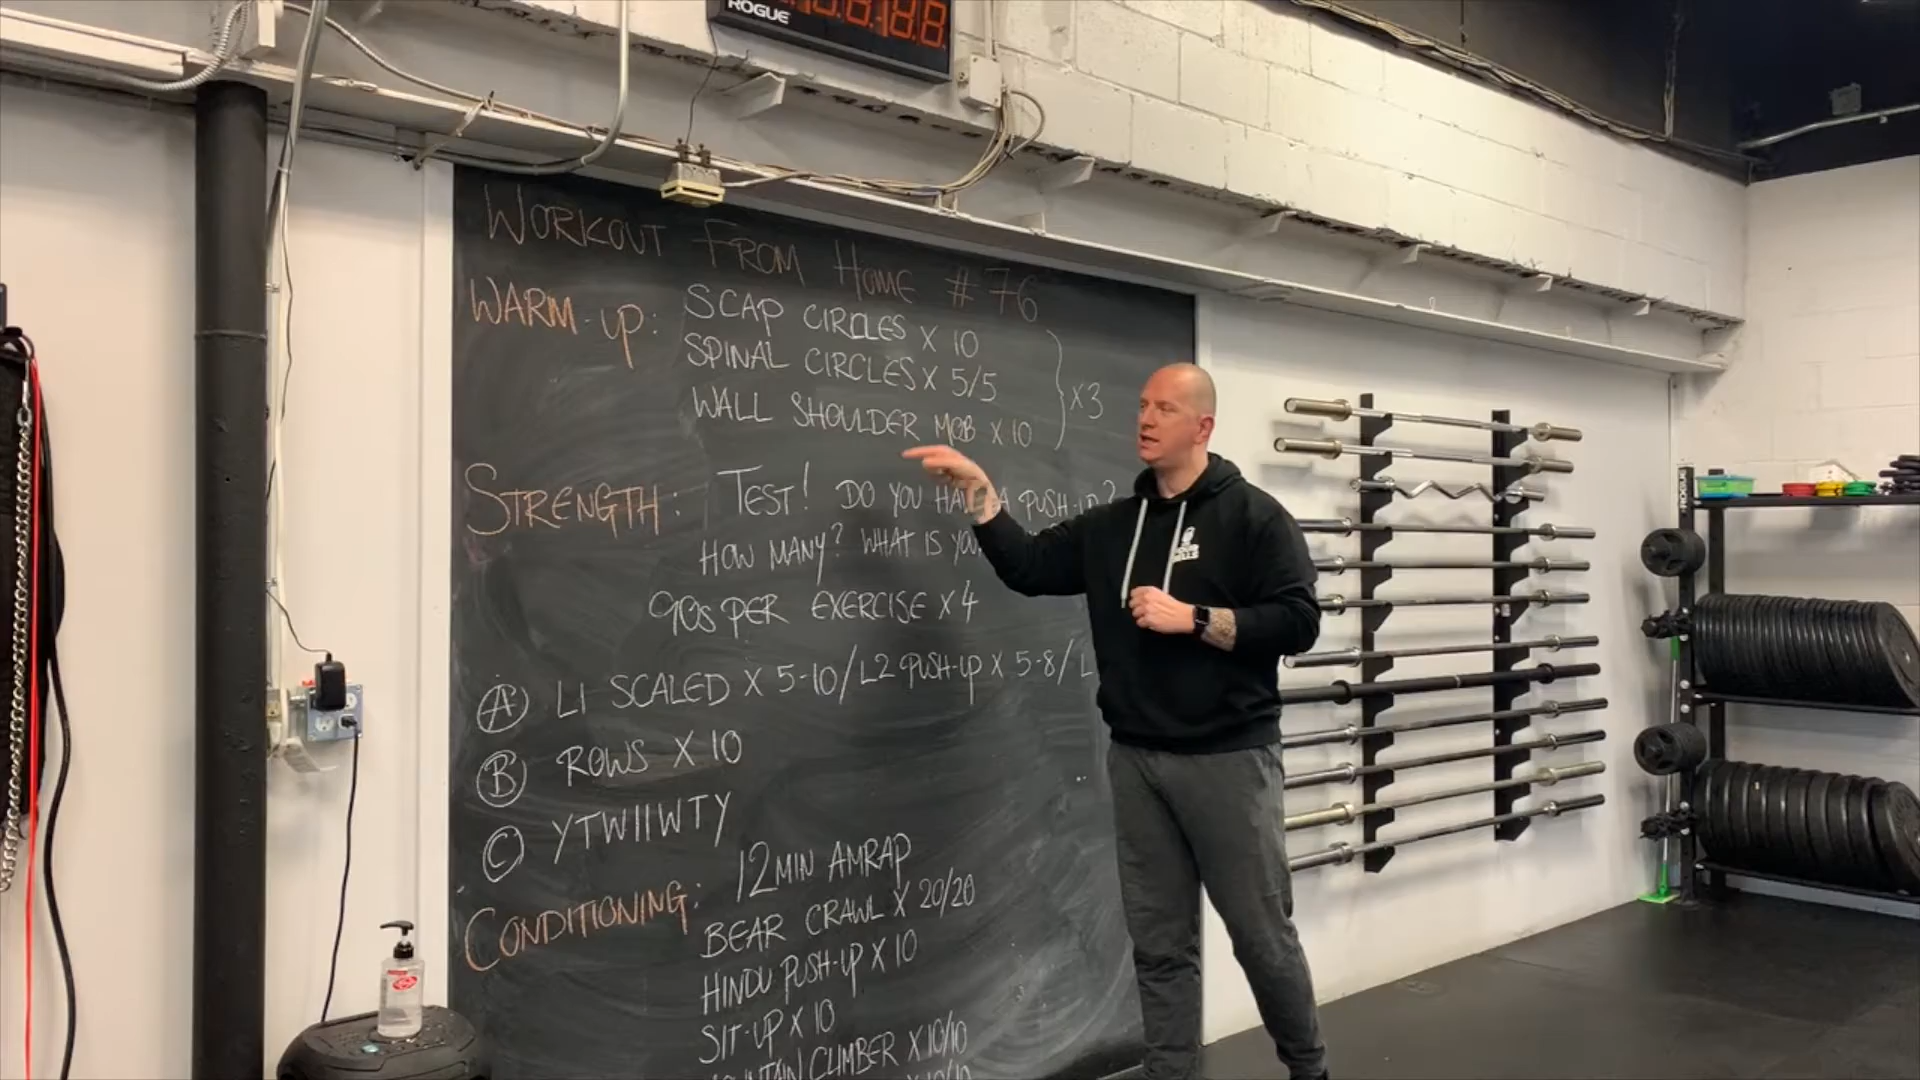 ROGUE
WORKOUT FROM HOME #76
WARM-UP: SCAP CIRCLES X 10
SPINAL CIRCLES X 5/5
WALL SHOULDER MOB X 10
X3
STRENGTH: TEST! DO YOU HAVE A PUSH-UP?
HOW MANY? WHAT IS
90s PER EXERCISE X 4
A L1 SCALED X 5-10/L2 PUSH-UP X 5-8/L
B ROWS X 10
C YTWIIWTY
CONDITIONING: 12MIN AMRAP
BEAR CRAWL X 20/20
HINDU PUSH-UP X 10
SIT-UP X 10
MOUNTAIN CLIMBER X 10/10
X 10/10
ROGUE